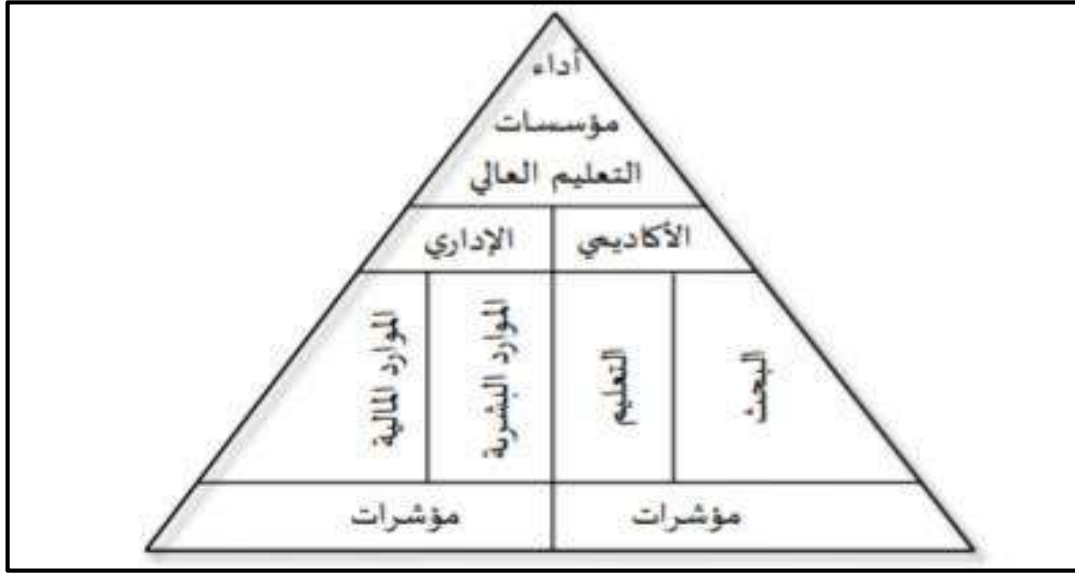 أداء
مؤسسات
التعليم العالي
الأكاديمي
الإداري
البحث
التعليم
الموارد البشرية
الموارد المالية
مؤشرات
مؤشرات